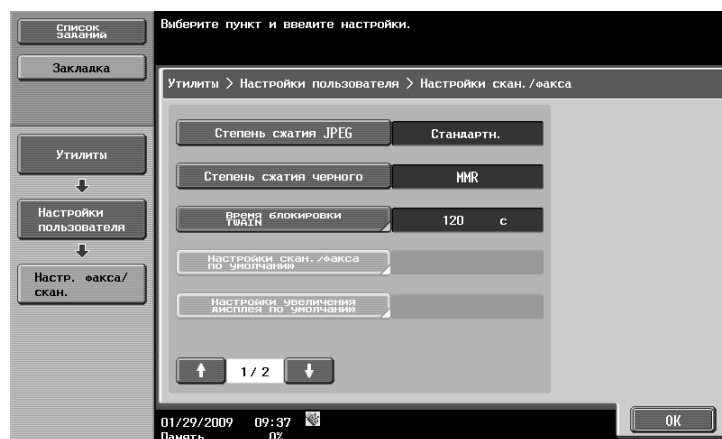 Список
заданий
Выберите пункт и введите настройки.
Закладка
Утилиты > Настройки пользователя > Настройки скан./факса
Степень сжатия JPEG
Стандартн.
Утилиты
Степень сжатия черного
MMR
Настройки
пользователя
Время блокировки
TWAIN
120 с
Настр. факса/
скан.
Настройки скан./факса
по умолчанию
Настройки увеличения
дисплея по умолчанию
1/ 2
01/29/2009 09:37
Память 0%
OK